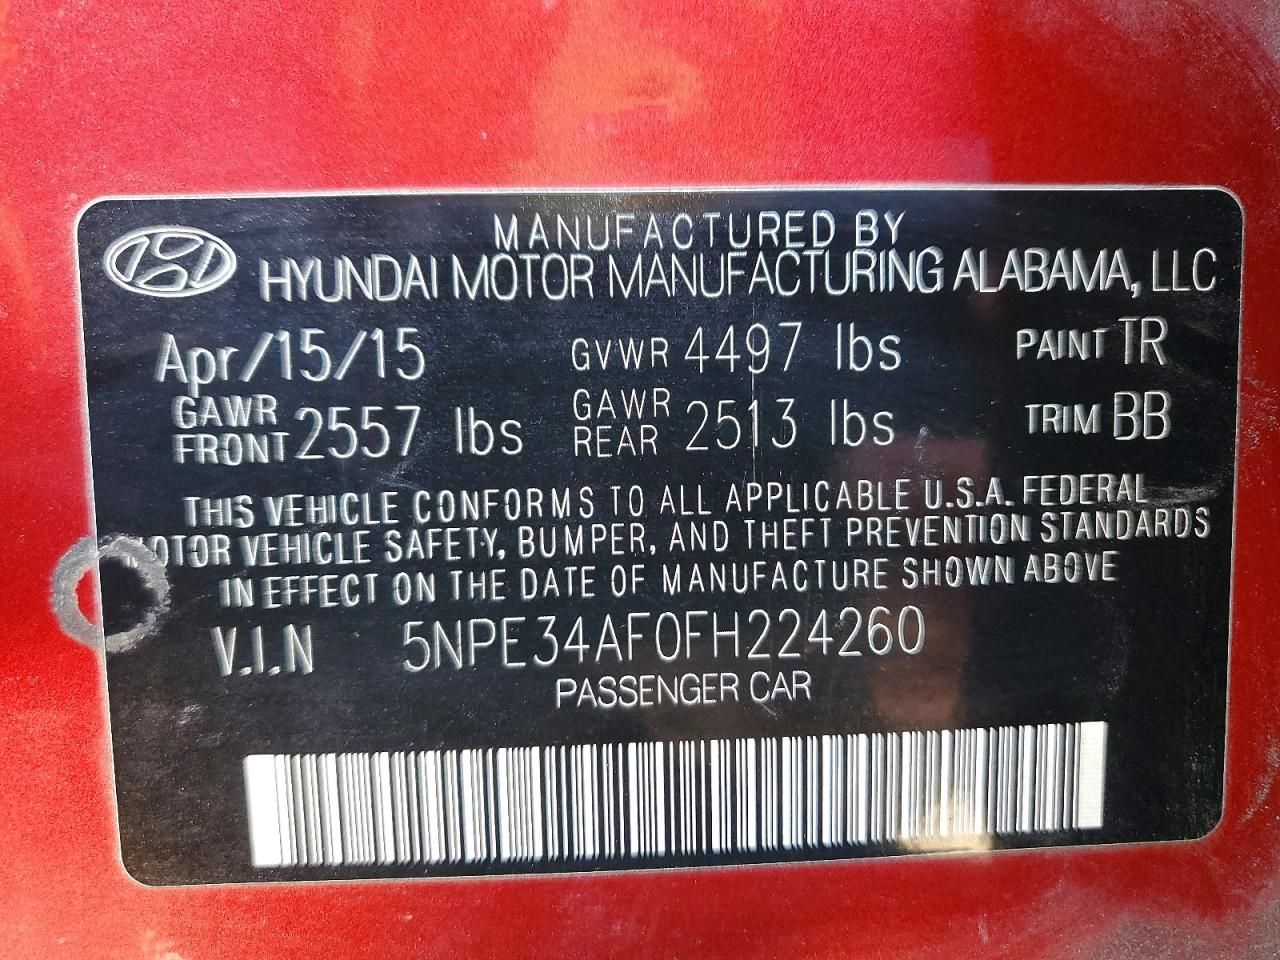 MANUFACTURED BY
HYUNDAI MOTOR MANUFACTURING ALABAMA, LLC
Apr/15/15 GVWR 4497 lbs PAINT TR
GAWR FRONT 2557 lbs GAWR REAR 2513 lbs TRIM BB
THIS VEHICLE CONFORMS TO ALL APPLICABLE U.S.A. FEDERAL
MOTOR VEHICLE SAFETY, BUMPER, AND THEFT PREVENTION STANDARDS
IN EFFECT ON THE DATE OF MANUFACTURE SHOWN ABOVE
V.I.N 5NPE34AF0FH224260
PASSENGER CAR